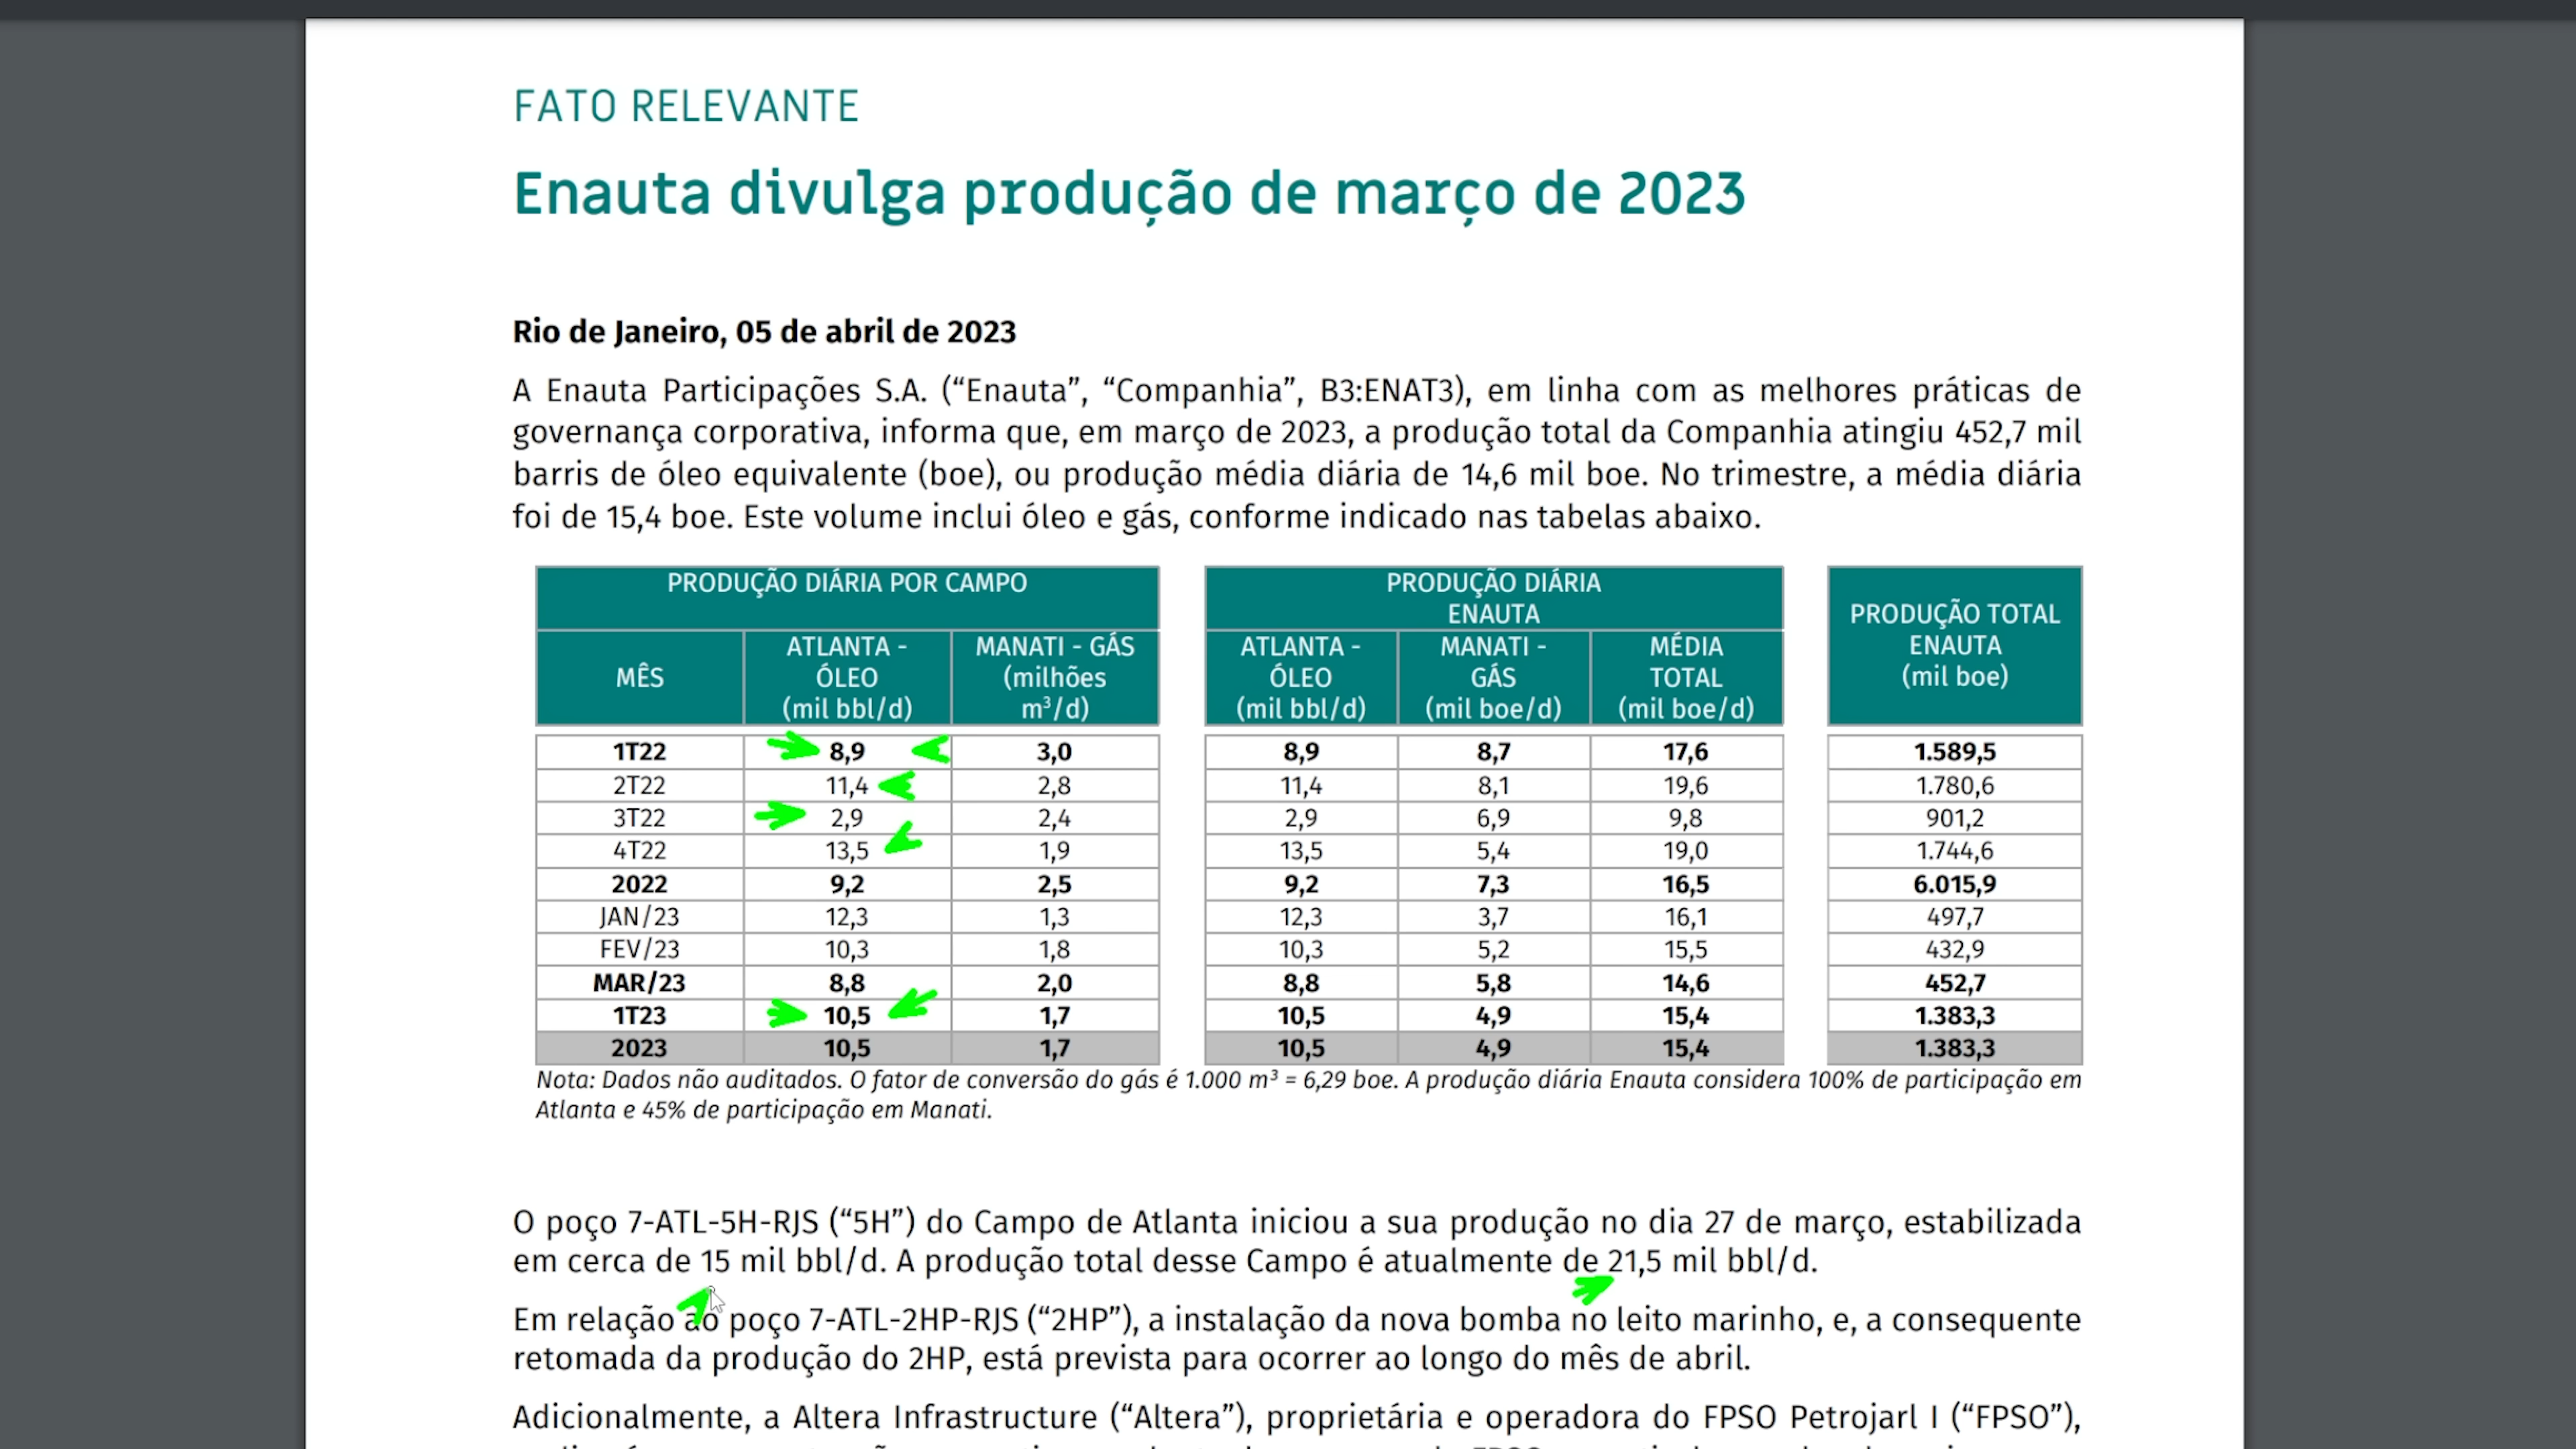 FATO RELEVANTE
Enauta divulga produção de março de 2023
Rio de Janeiro, 05 de abril de 2023
A Enauta Participações S.A. (“Enauta”, “Companhia”, B3:ENAT3), em linha com as melhores práticas de
governança corporativa, informa que, em março de 2023, a produção total da Companhia atingiu 452,7 mil
barris de óleo equivalente (boe), ou produção média diária de 14,6 mil boe. No trimestre, a média diária
foi de 15,4 boe. Este volume inclui óleo e gás, conforme indicado nas tabelas abaixo.
PRODUÇÃO DIÁRIA POR CAMPO
MÊS
ATLANTA -
ÓLEO
(mil bbl/d)
MANATI - GÁS
(milhões
m³/d)
PRODUÇÃO DIÁRIA
ENAUTA
ATLANTA -
ÓLEO
(mil bbl/d)
MANATI -
GÁS
(mil boe/d)
MÉDIA
TOTAL
(mil boe/d)
PRODUÇÃO TOTAL
ENAUTA
(mil boe)
1T22 8,9 3,0 8,9 8,7 17,6 1.589,5
2T22 11,4 2,8 11,4 8,1 19,6 1.780,6
3T22 2,9 2,4 2,9 6,9 9,8 901,2
4T22 13,5 1,9 13,5 5,4 19,0 1.744,6
2022 9,2 2,5 9,2 7,3 16,5 6.015,9
JAN/23 12,3 1,3 12,3 3,7 16,1 497,7
FEV/23 10,3 1,8 10,3 5,2 15,5 432,9
MAR/23 8,8 2,0 8,8 5,8 14,6 452,7
1T23 10,5 1,7 10,5 4,9 15,4 1.383,3
2023 10,5 1,7 10,5 4,9 15,4 1.383,3
Nota: Dados não auditados. O fator de conversão do gás é 1.000 m³ = 6,29 boe. A produção diária Enauta considera 100% de participação em
Atlanta e 45% de participação em Manati.
O poço 7-ATL-5H-RJS (“5H”) do Campo de Atlanta iniciou a sua produção no dia 27 de março, estabilizada
em cerca de 15 mil bbl/d. A produção total desse Campo é atualmente de 21,5 mil bbl/d.
Em relação ao poço 7-ATL-2HP-RJS (“2HP”), a instalação da nova bomba no leito marinho, e, a consequente
retomada da produção do 2HP, está prevista para ocorrer ao longo do mês de abril.
Adicionalmente, a Altera Infrastructure (“Altera”), proprietária e operadora do FPSO Petrojarl I (“FPSO”),